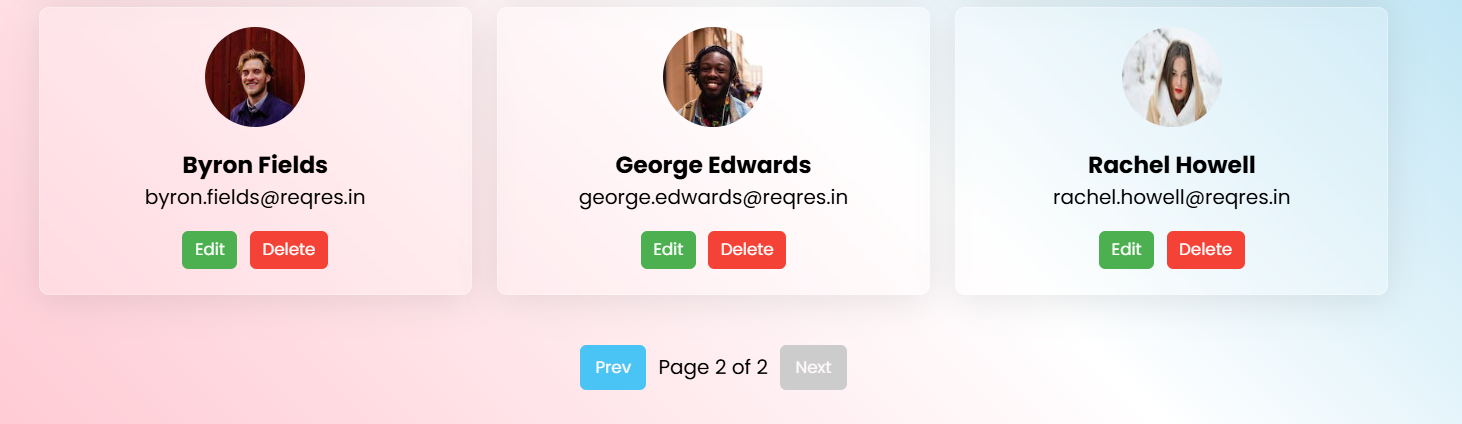 Byron Fields
byron.fields@reqres.in
Edit Delete
George Edwards
george.edwards@reqres.in
Edit Delete
Rachel Howell
rachel.howell@reqres.in
Edit Delete
Prev Page 2 of 2 Next